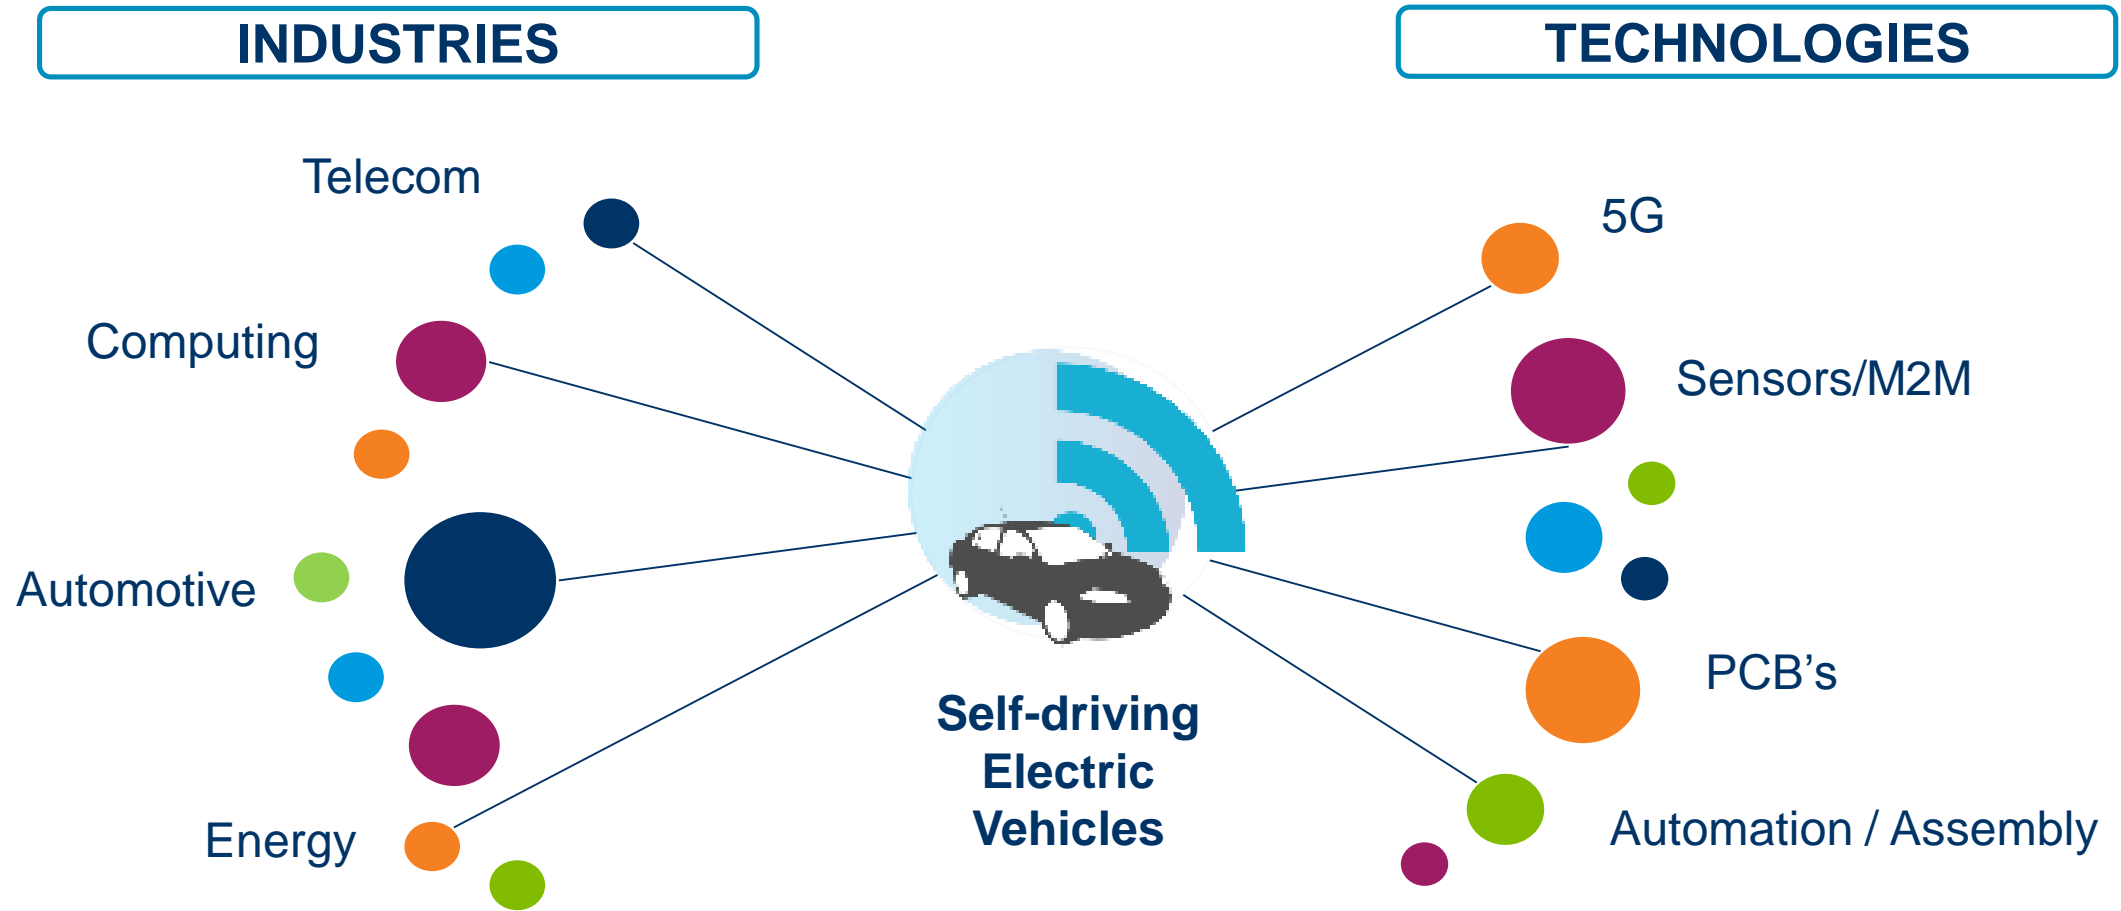 INDUSTRIES
TECHNOLOGIES
Telecom
Computing
Automotive
Energy
Self-driving
Electric
Vehicles
5G
Sensors/M2M
PCB’s
Automation / Assembly